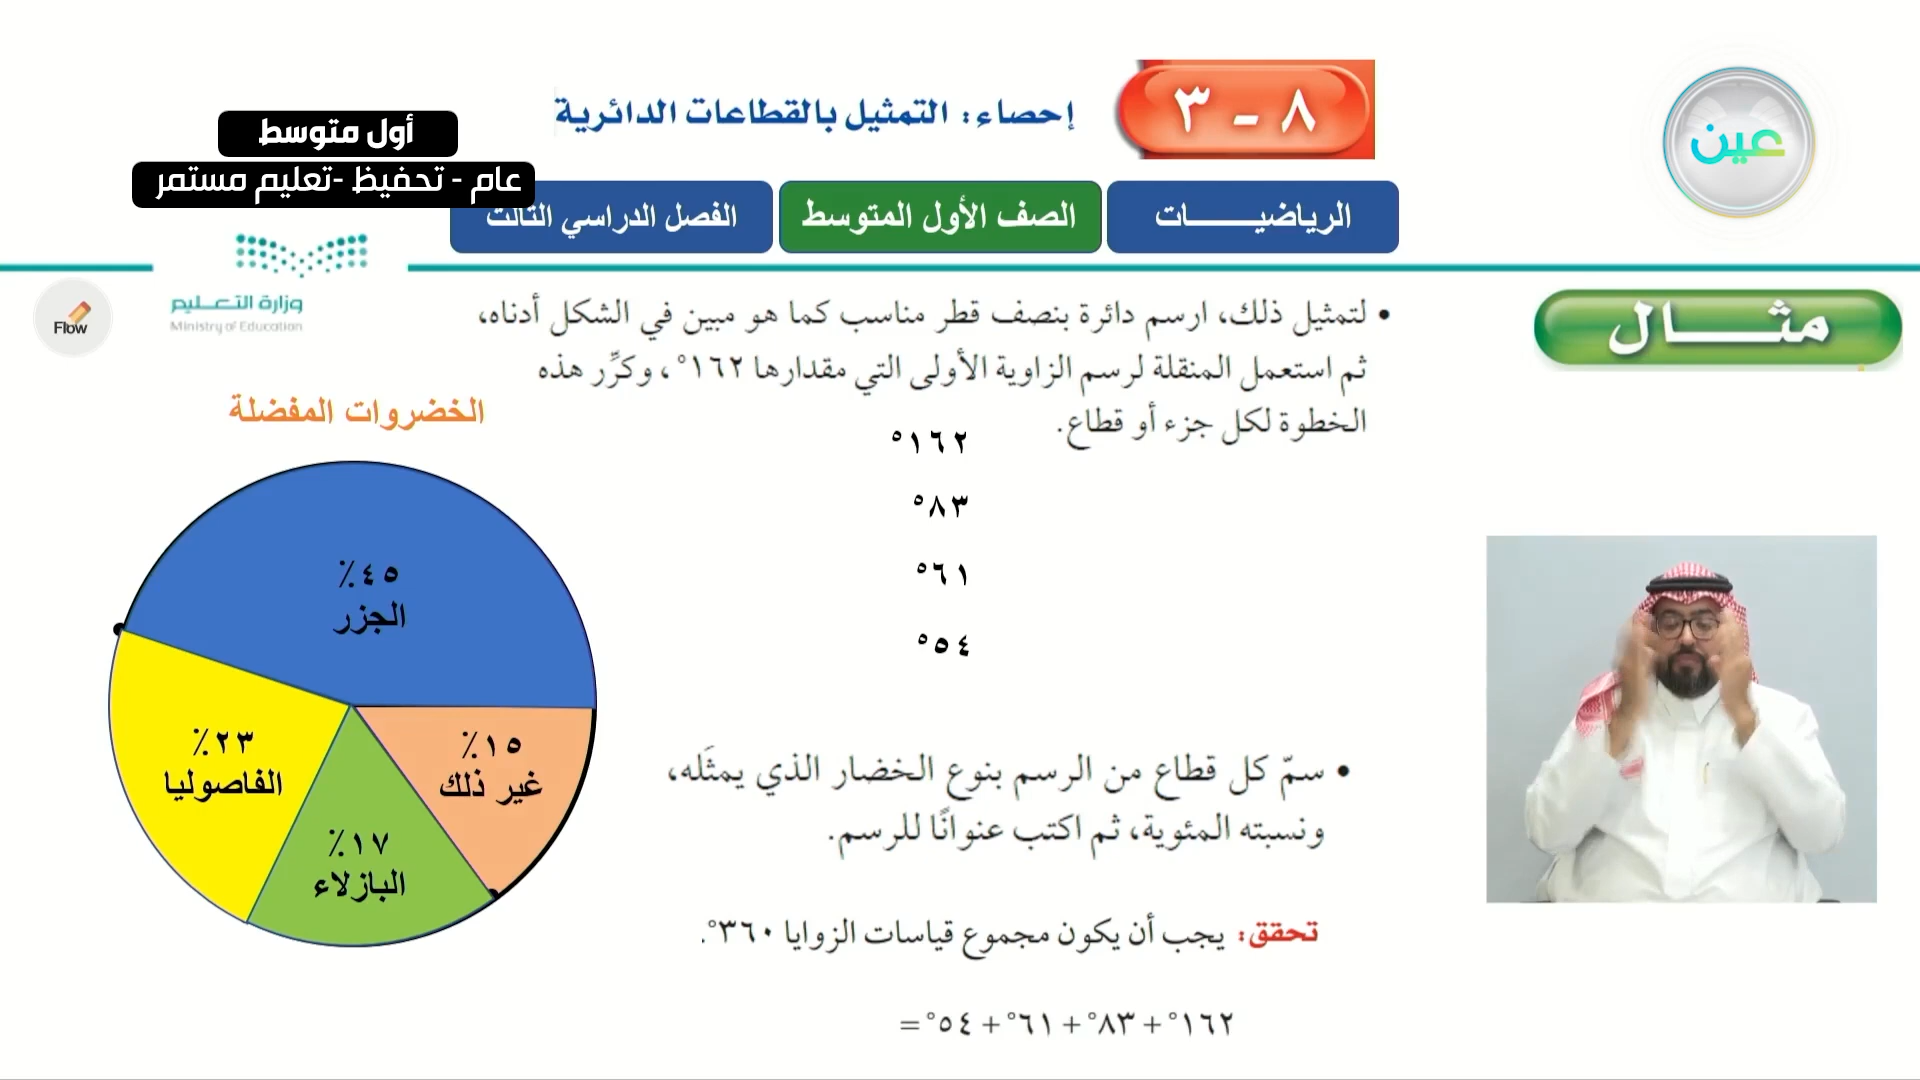 ٨ - ٣
إحصاء: التمثيل بالقطاعات الدائرية
عين
أول متوسط
عام - تحفيظ -تعليم مستمر
الرياضيـــــــات
الصف الأول المتوسط
الفصل الدراسي الثالث
وزارة التعـــليم
Ministry of Education
Flow
مثـــــال
• لتمثيل ذلك، ارسم دائرة بنصف قطر مناسب كما هو مبين في الشكل أدناه،
ثم استعمل المنقلة لرسم الزاوية الأولى التي مقدارها ١٦٢°، وكرِّر هذه
الخطوة لكل جزء أو قطاع.
١٦٢°
٨٣°
٦١°
٥٤°
الخضروات المفضلة
٤٥٪
الجزر
٢٣٪
الفاصوليا
١٧٪
البازلاء
١٥٪
غير ذلك
• سمّ كل قطاع من الرسم بنوع الخضار الذي يمثَله،
ونسبته المئوية، ثم اكتب عنوانًا للرسم.
تحقق: يجب أن يكون مجموع قياسات الزوايا ٣٦٠°.
١٦٢° + ٨٣° + ٦١° + ٥٤° =